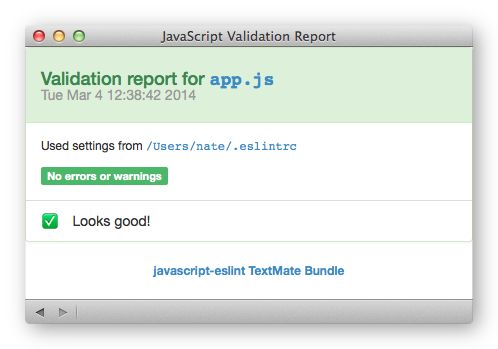 JavaScript Validation Report
Validation report for app.js
Tue Mar 4 12:38:42 2014
Used settings from /Users/nate/.eslintrc
No errors or warnings
Looks good!
javascript-eslint TextMate Bundle